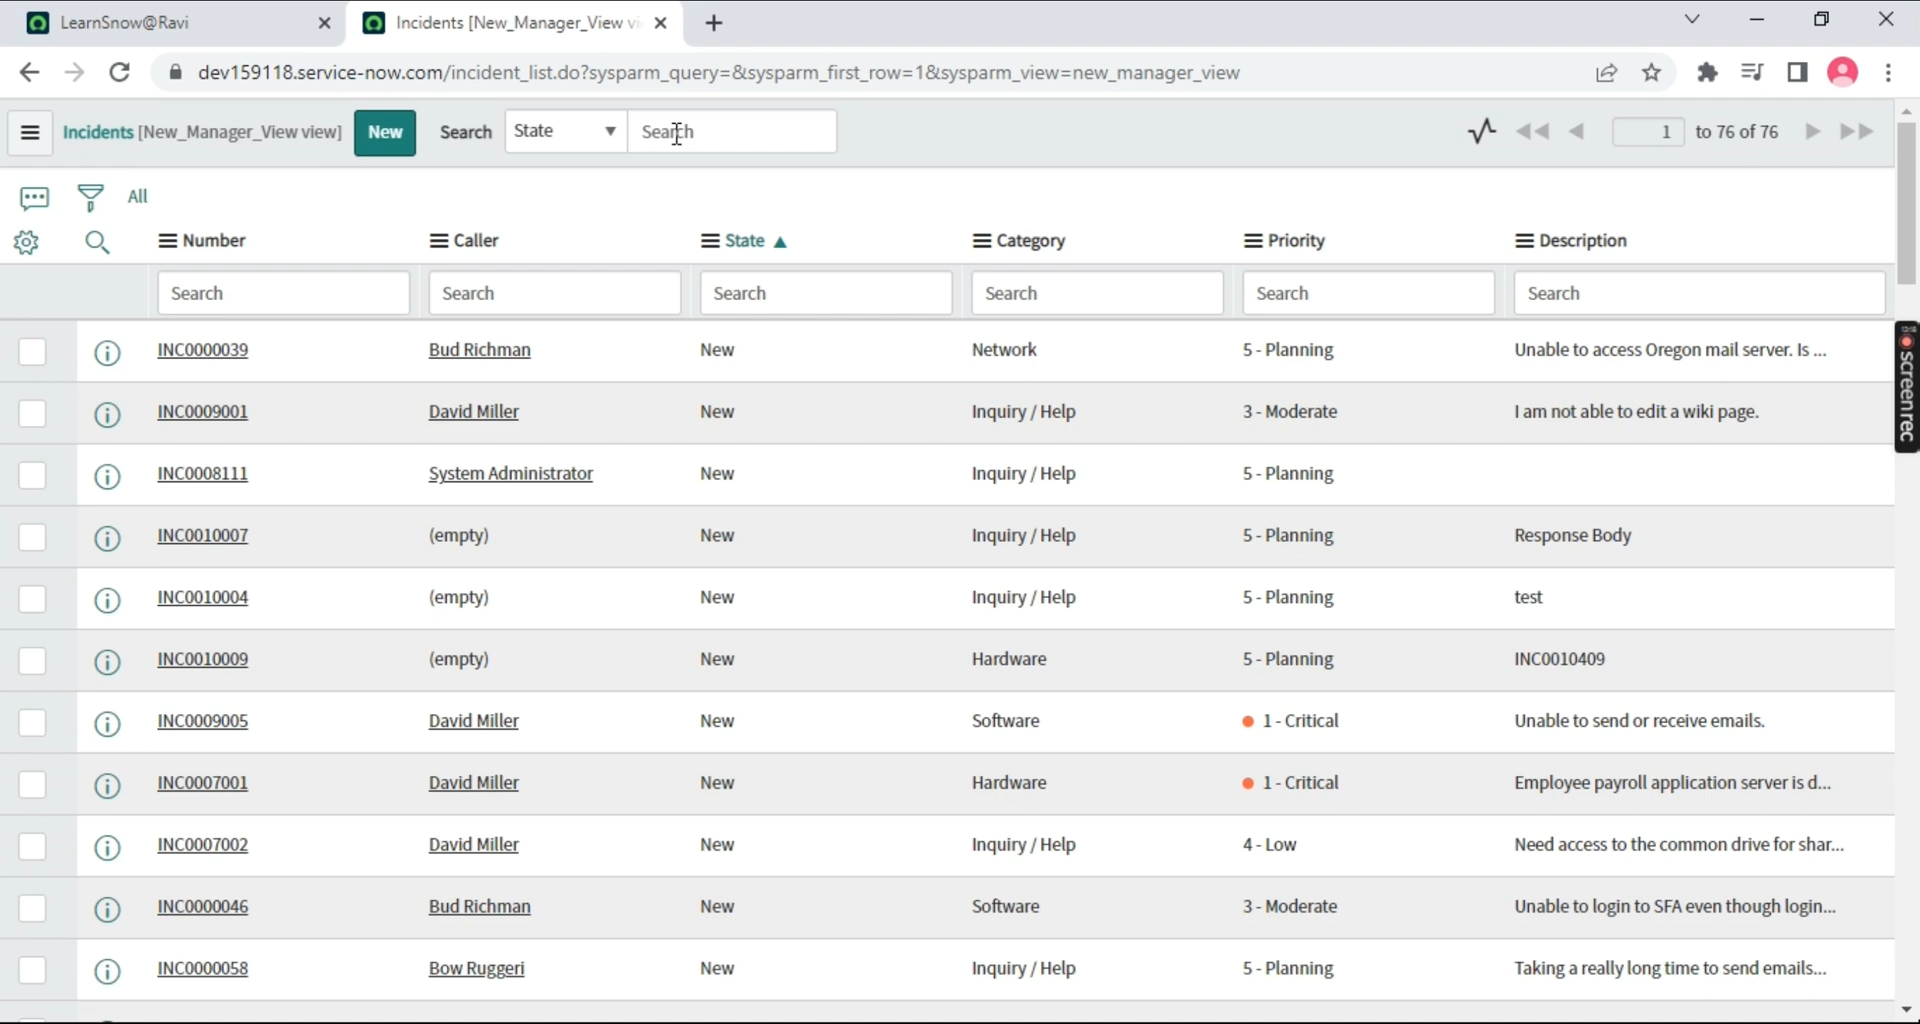 LearnSnow@Ravi
Incidents [New_Manager_View vi
dev159118.service-now.com/incident_list.do?sysparm_query=&sysparm_first_row=1&sysparm_view=new_manager_view
Incidents [New_Manager_View view] New Search State Search 1 to 76 of 76
All
Number Caller State Category Priority Description
Search Search Search Search Search Search
INC0000039 Bud Richman New Network 5 - Planning Unable to access Oregon mail server. Is ...
INC0009001 David Miller New Inquiry / Help 3 - Moderate I am not able to edit a wiki page.
INC0008111 System Administrator New Inquiry / Help 5 - Planning
INC0010007 (empty) New Inquiry / Help 5 - Planning Response Body
INC0010004 (empty) New Inquiry / Help 5 - Planning test
INC0010009 (empty) New Hardware 5 - Planning INC0010409
INC0009005 David Miller New Software 1 - Critical Unable to send or receive emails.
INC0007001 David Miller New Hardware 1 - Critical Employee payroll application server is d...
INC0007002 David Miller New Inquiry / Help 4 - Low Need access to the common drive for shar...
INC0000046 Bud Richman New Software 3 - Moderate Unable to login to SFA even though login...
INC0000058 Bow Ruggeri New Inquiry / Help 5 - Planning Taking a really long time to send emails...
screenrec